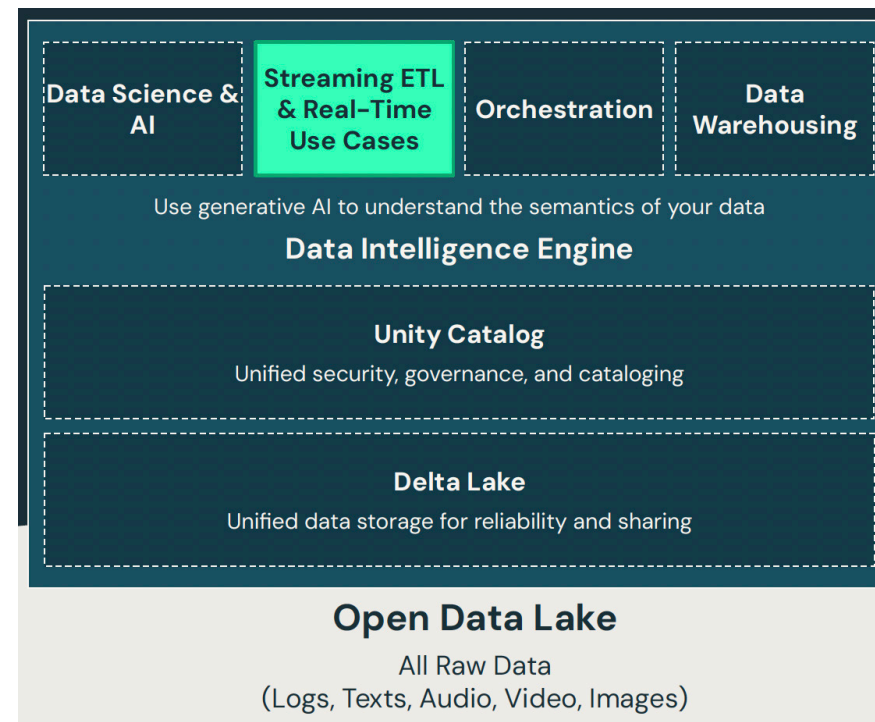 Data Science &
AI
Streaming ETL
& Real-Time
Use Cases
Orchestration
Data
Warehousing
Use generative AI to understand the semantics of your data
Data Intelligence Engine
Unity Catalog
Unified security, governance, and cataloging
Delta Lake
Unified data storage for reliability and sharing
Open Data Lake
All Raw Data
(Logs, Texts, Audio, Video, Images)